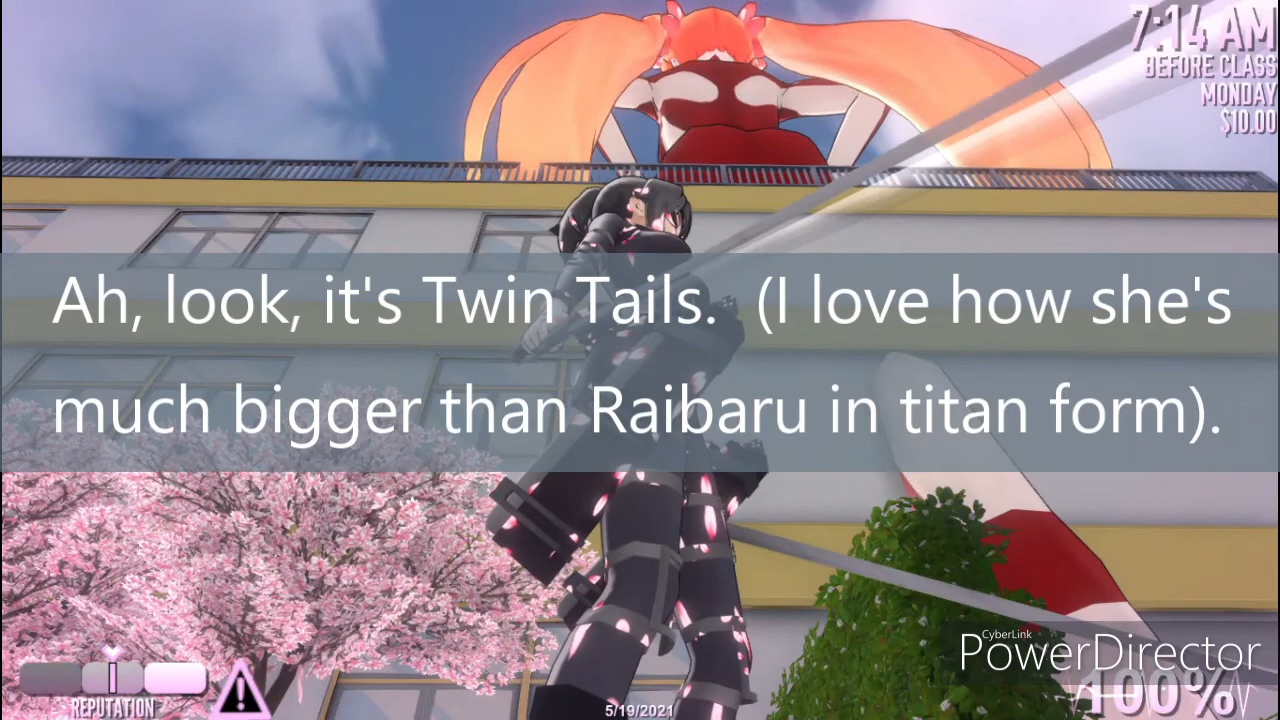 7:14 AM
BEFORE CLASS
MONDAY
$10.00
Ah, look, it's Twin Tails. (I love how she's
much bigger than Raibaru in titan form).
CyberLink
PowerDirector
100%
REPUTATION
5/19/2021